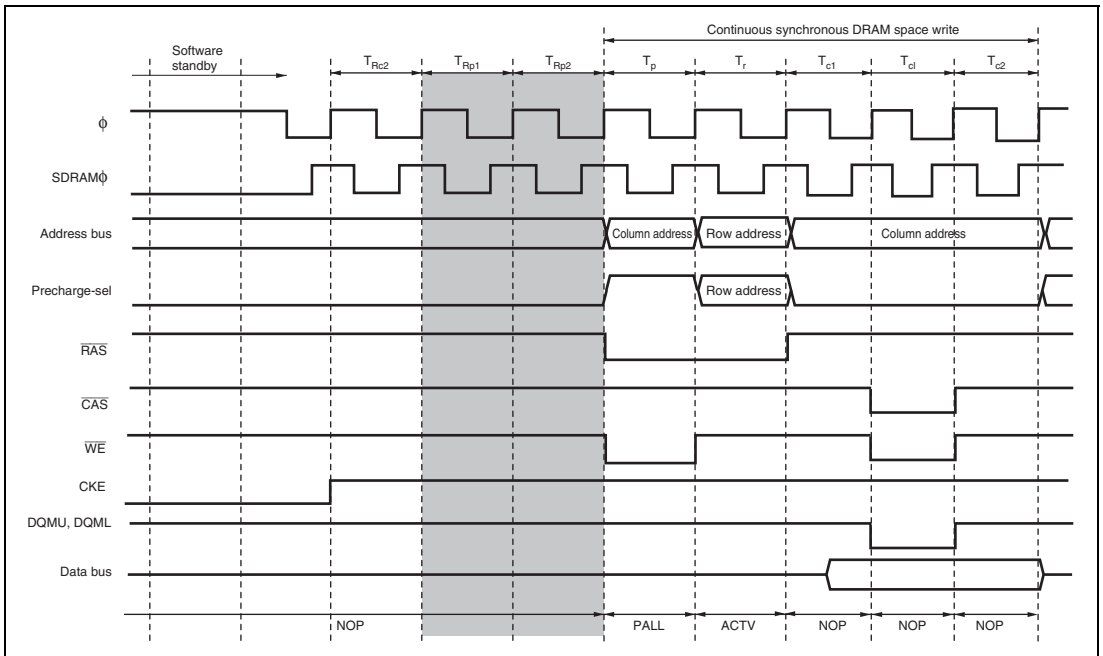 Continuous synchronous DRAM space write
Software
standby
TRc2 TRp1 TRp2 Tp Tr Tc1 Tcl Tc2
ϕ
SDRAMϕ
Address bus Column address Row address Column address
Precharge-sel Row address
RAS
CAS
WE
CKE
DQMU, DQML
Data bus
NOP PALL ACTV NOP NOP NOP